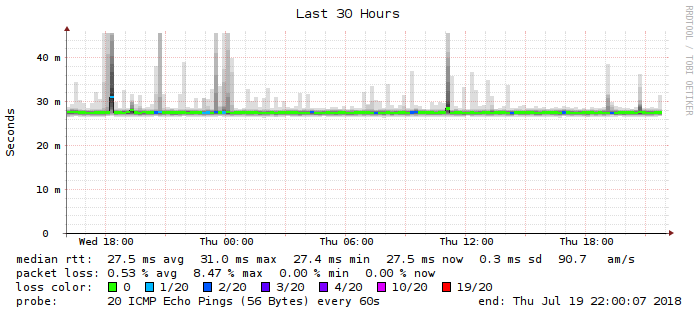 Last 30 Hours
RRDTOOL / TOBI OETIKER
Seconds
40 m
30 m
20 m
10 m
0
Wed 18:00 Thu 00:00 Thu 06:00 Thu 12:00 Thu 18:00
median rtt: 27.5 ms avg 31.0 ms max 27.4 ms min 27.5 ms now 0.3 ms sd 90.7 am/s
packet loss: 0.53 % avg 8.47 % max 0.00 % min 0.00 % now
loss color: 0 1/20 2/20 3/20 4/20 10/20 19/20
probe: 20 ICMP Echo Pings (56 Bytes) every 60s end: Thu Jul 19 22:00:07 2018